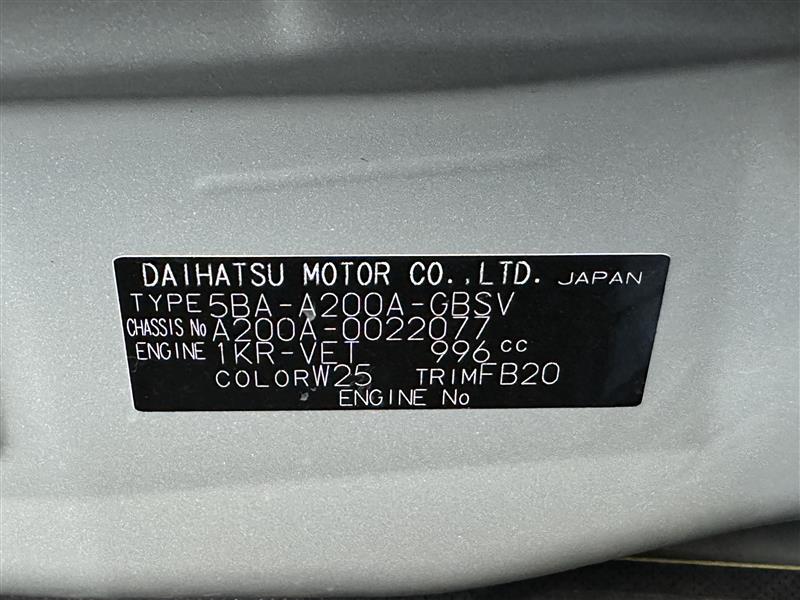 DAIHATSU MOTOR CO.,LTD. JAPAN
TYPE 5BA-A200A-GBSV
CHASSIS No A200A-0022077
ENGINE 1KR-VET 996 cc
COLOR W25 TRIM FB20
ENGINE No